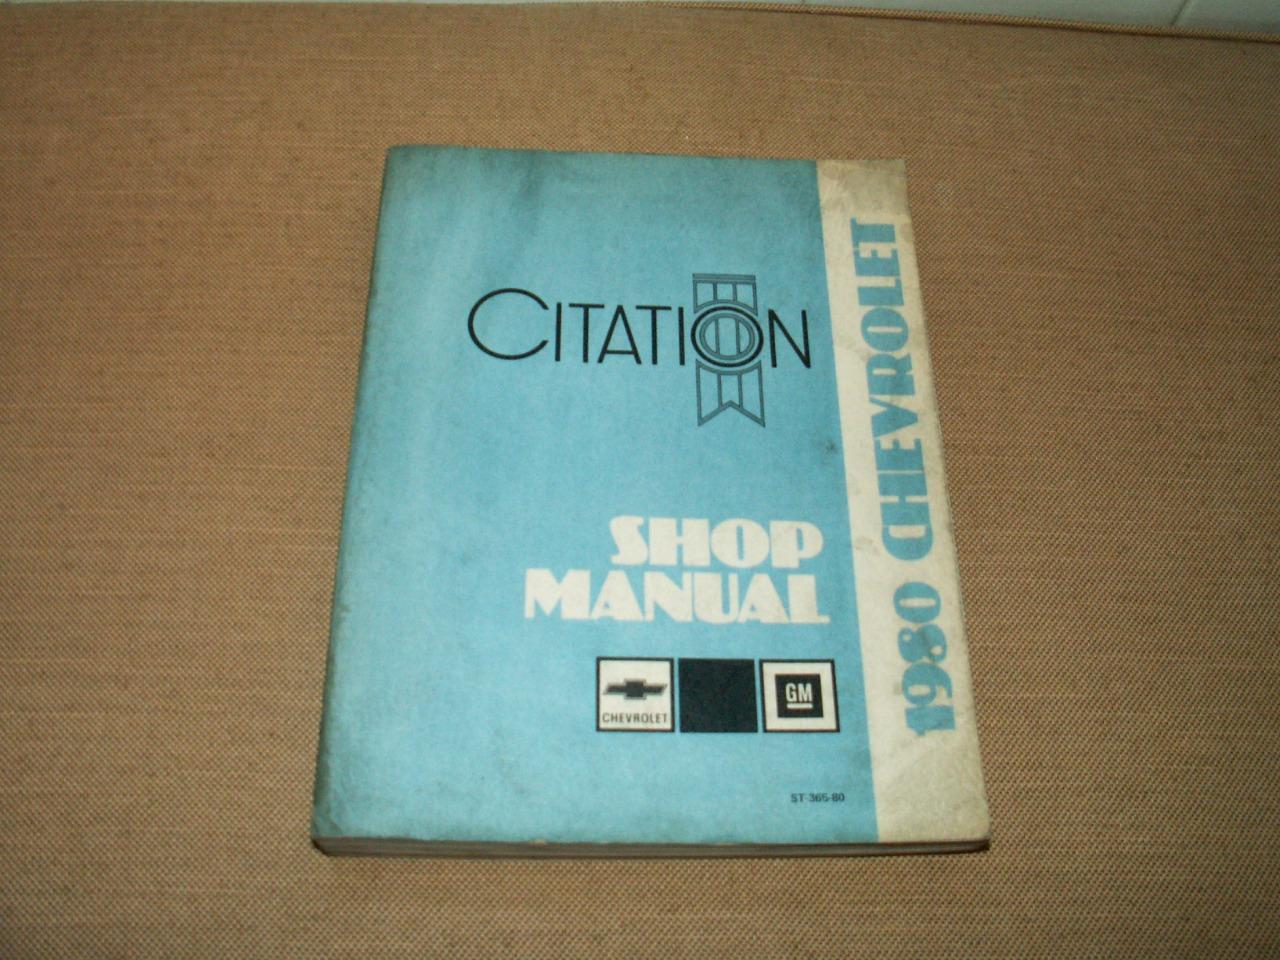 CITATION
SHOP
MANUAL
CHEVROLET
GM
ST-365-80
1980 CHEVROLET